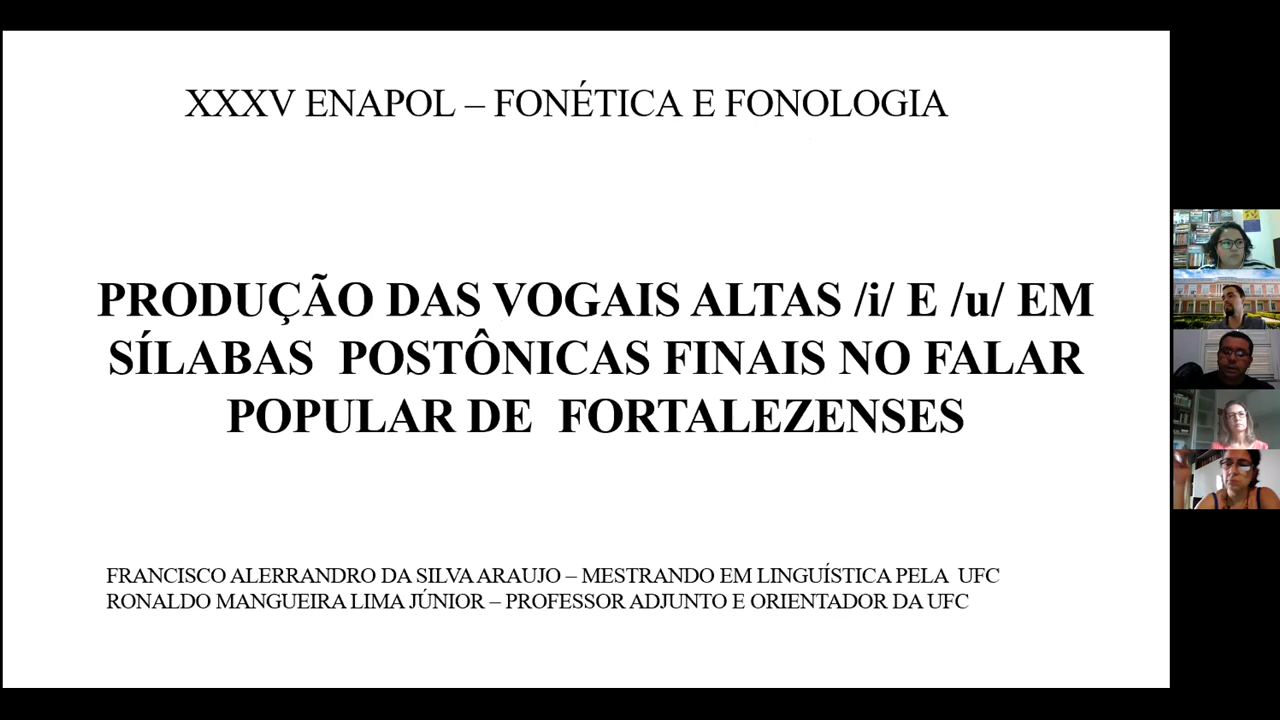 XXXV ENAPOL – FONÉTICA E FONOLOGIA
PRODUÇÃO DAS VOGAIS ALTAS /i/ E /u/ EM
SÍLABAS POSTÔNICAS FINAIS NO FALAR
POPULAR DE FORTALEZENSES
FRANCISCO ALERRANDRO DA SILVA ARAUJO – MESTRANDO EM LINGUÍSTICA PELA UFC
RONALDO MANGUEIRA LIMA JÚNIOR – PROFESSOR ADJUNTO E ORIENTADOR DA UFC